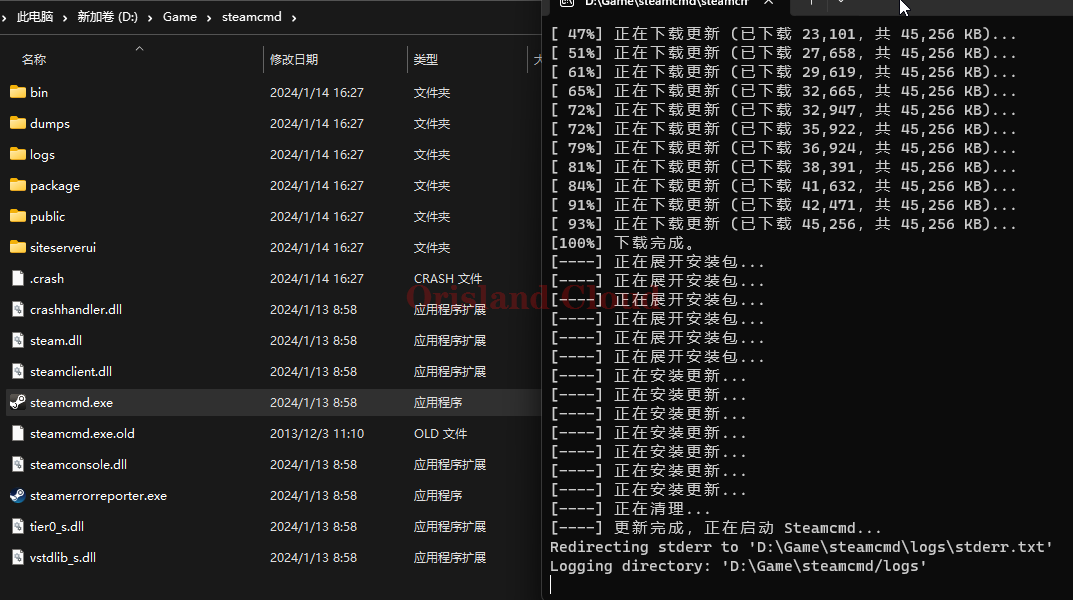 此电脑 > 新加卷 (D:) > Game > steamcmd >
名称 修改日期 类型
bin 2024/1/14 16:27 文件夹
dumps 2024/1/14 16:27 文件夹
logs 2024/1/14 16:27 文件夹
package 2024/1/14 16:27 文件夹
public 2024/1/14 16:27 文件夹
siteserverui 2024/1/14 16:27 文件夹
.crash 2024/1/14 16:27 CRASH 文件
crashhandler.dll 2024/1/13 8:58 应用程序扩展
steam.dll 2024/1/13 8:58 应用程序扩展
steamclient.dll 2024/1/13 8:58 应用程序扩展
steamcmd.exe 2024/1/13 8:58 应用程序
steamcmd.exe.old 2013/12/3 11:10 OLD 文件
steamconsole.dll 2024/1/13 8:58 应用程序扩展
steamerrorreporter.exe 2024/1/13 8:58 应用程序
tier0_s.dll 2024/1/13 8:58 应用程序扩展
vstdlib_s.dll 2024/1/13 8:58 应用程序扩展
D:\Game\steamcmd\steamcm
[ 47%] 正在下载更新 (已下载 23,101, 共 45,256 KB)...
[ 51%] 正在下载更新 (已下载 27,658, 共 45,256 KB)...
[ 61%] 正在下载更新 (已下载 29,619, 共 45,256 KB)...
[ 65%] 正在下载更新 (已下载 32,665, 共 45,256 KB)...
[ 72%] 正在下载更新 (已下载 32,947, 共 45,256 KB)...
[ 72%] 正在下载更新 (已下载 35,922, 共 45,256 KB)...
[ 79%] 正在下载更新 (已下载 36,924, 共 45,256 KB)...
[ 81%] 正在下载更新 (已下载 38,391, 共 45,256 KB)...
[ 84%] 正在下载更新 (已下载 41,632, 共 45,256 KB)...
[ 91%] 正在下载更新 (已下载 42,471, 共 45,256 KB)...
[ 93%] 正在下载更新 (已下载 45,256, 共 45,256 KB)...
[100%] 下载完成。
[----] 正在展开安装包...
[----] 正在展开安装包...
[----] 正在展开安装包...
[----] 正在展开安装包...
[----] 正在展开安装包...
[----] 正在展开安装包...
[----] 正在安装更新...
[----] 正在安装更新...
[----] 正在安装更新...
[----] 正在安装更新...
[----] 正在安装更新...
[----] 正在安装更新...
[----] 正在安装更新...
[----] 正在清理...
[----] 更新完成, 正在启动 Steamcmd...
Redirecting stderr to 'D:\Game\steamcmd\logs\stderr.txt'
Logging directory: 'D:\Game\steamcmd/logs'
Orisland Cloud